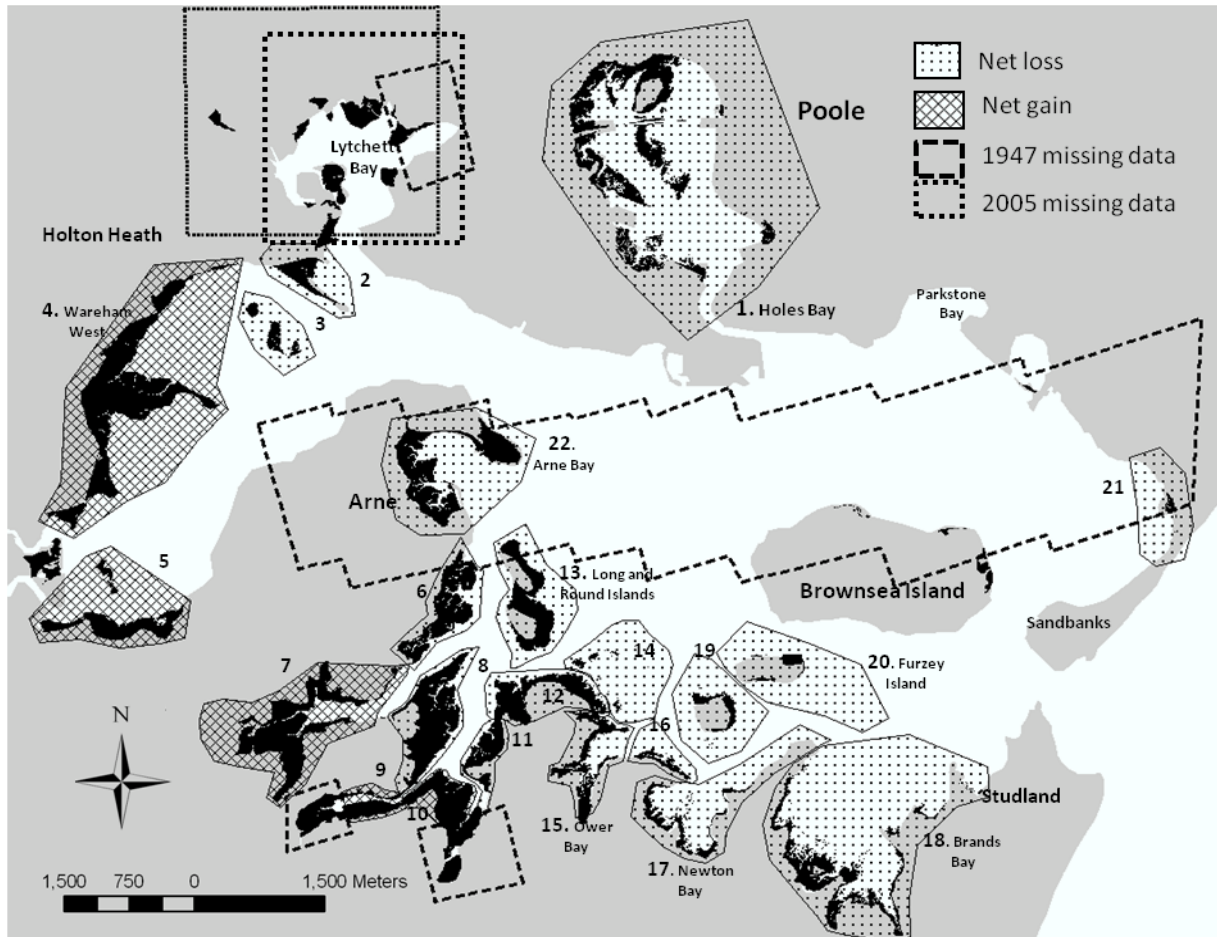 Net loss
Net gain
1947 missing data
2005 missing data
Poole
Lytchett
Bay
Holton Heath
2
3
4. Wareham
West
1. Holes Bay
Parkstone
Bay
22.
Arne Bay
Arne
21
5
6
13. Long and
Round Islands
Brownsea Island
Sandbanks
7
8
14
19
20. Furzey
Island
12
16
11
9
10
15. Ower
Bay
17. Newton
Bay
Studland
18. Brands
Bay
N
1,500 750 0 1,500 Meters